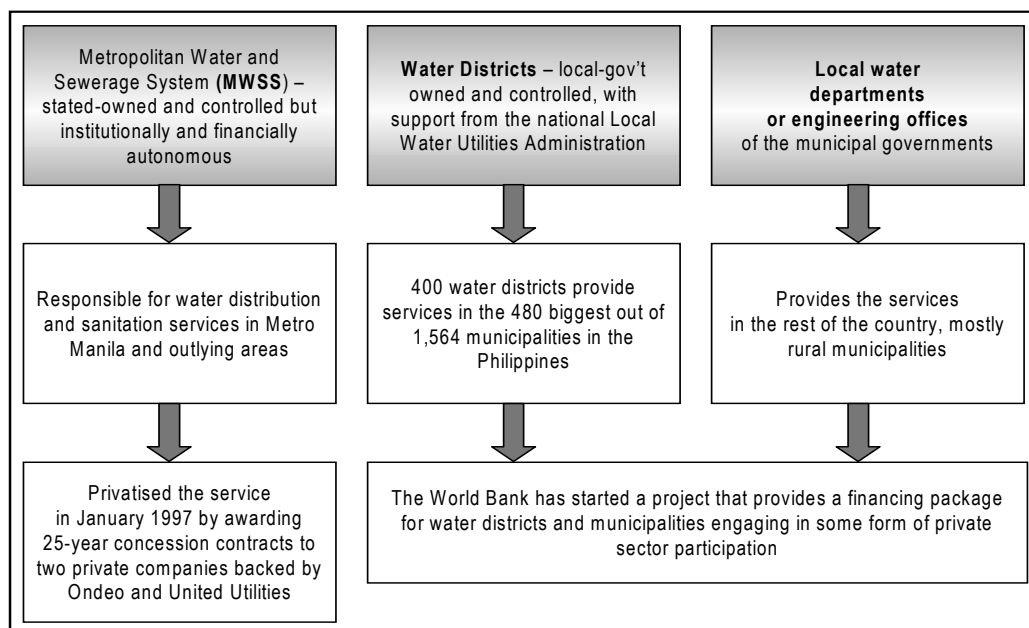 Metropolitan Water and
Sewerage System (MWSS) –
stated-owned and controlled but
institutionally and financially
autonomous
Water Districts – local-gov't
owned and controlled, with
support from the national Local
Water Utilities Administration
Local water
departments
or engineering offices
of the municipal governments
Responsible for water distribution
and sanitation services in Metro
Manila and outlying areas
400 water districts provide
services in the 480 biggest out of
1,564 municipalities in the
Philippines
Provides the services
in the rest of the country, mostly
rural municipalities
Privatised the service
in January 1997 by awarding
25-year concession contracts to
two private companies backed by
Ondeo and United Utilities
The World Bank has started a project that provides a financing package
for water districts and municipalities engaging in some form of private
sector participation